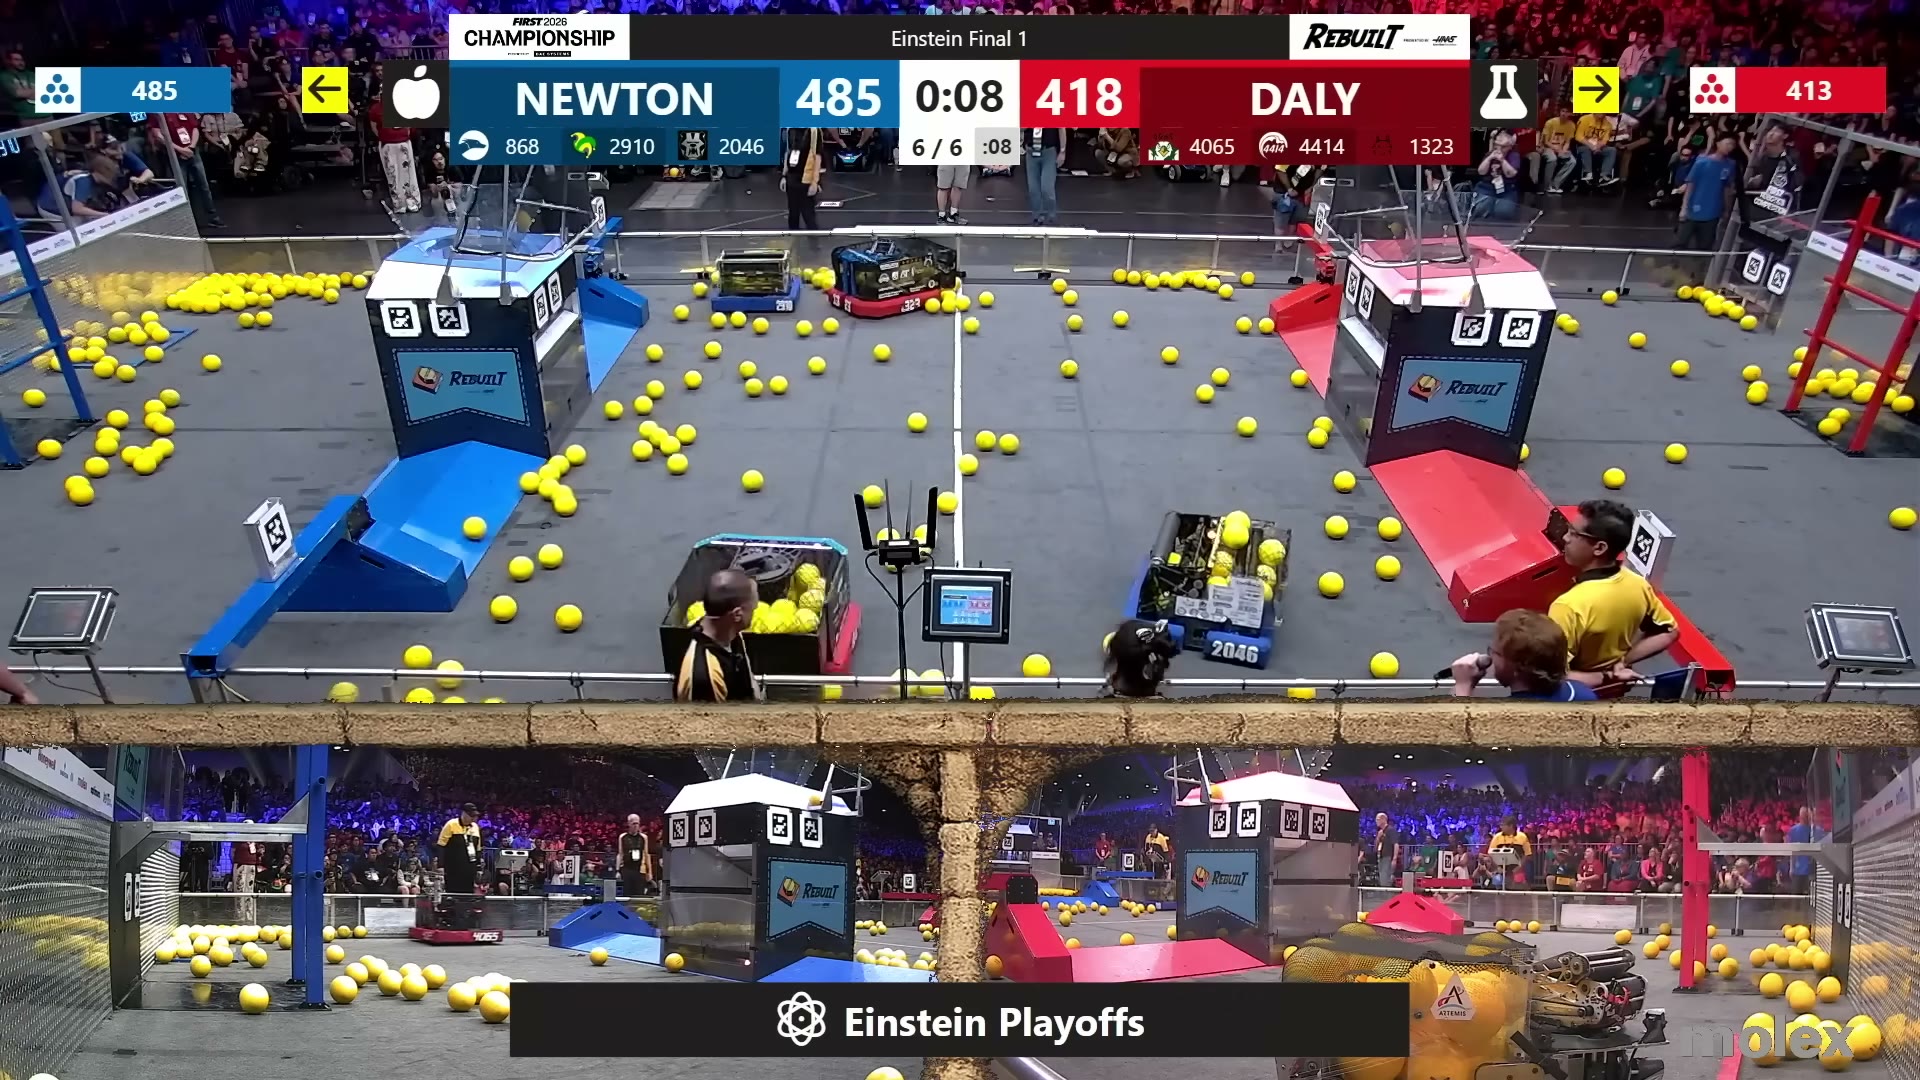 FIRST 2026
CHAMPIONSHIP
Einstein Final 1
REBUILT
485
NEWTON
485
0:08
418
DALY
413
868
2910
2046
6 / 6
:08
4065
4414
1323
REBUILT
REBUILT
2046
REBUILT
REBUILT
4065
ARTEMIS
Einstein Playoffs
molex